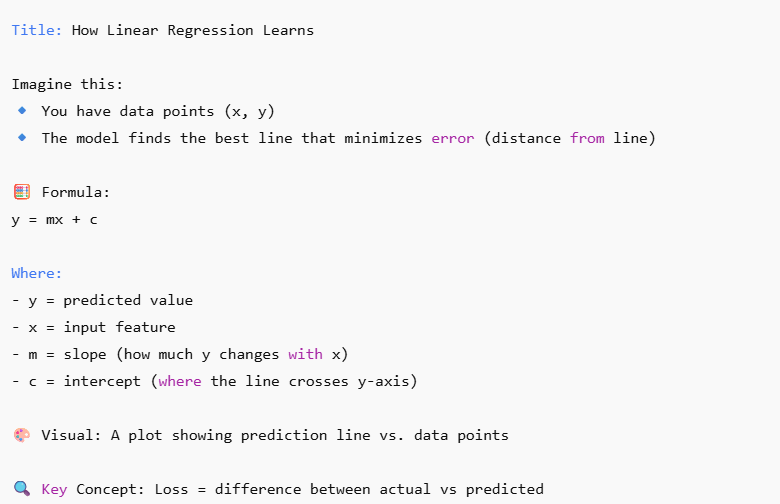 Title: How Linear Regression Learns
Imagine this:
🔹 You have data points (x, y)
🔹 The model finds the best line that minimizes error (distance from line)
🧮 Formula:
y = mx + c
Where:
- y = predicted value
- x = input feature
- m = slope (how much y changes with x)
- c = intercept (where the line crosses y-axis)
🎨 Visual: A plot showing prediction line vs. data points
🔍 Key Concept: Loss = difference between actual vs predicted